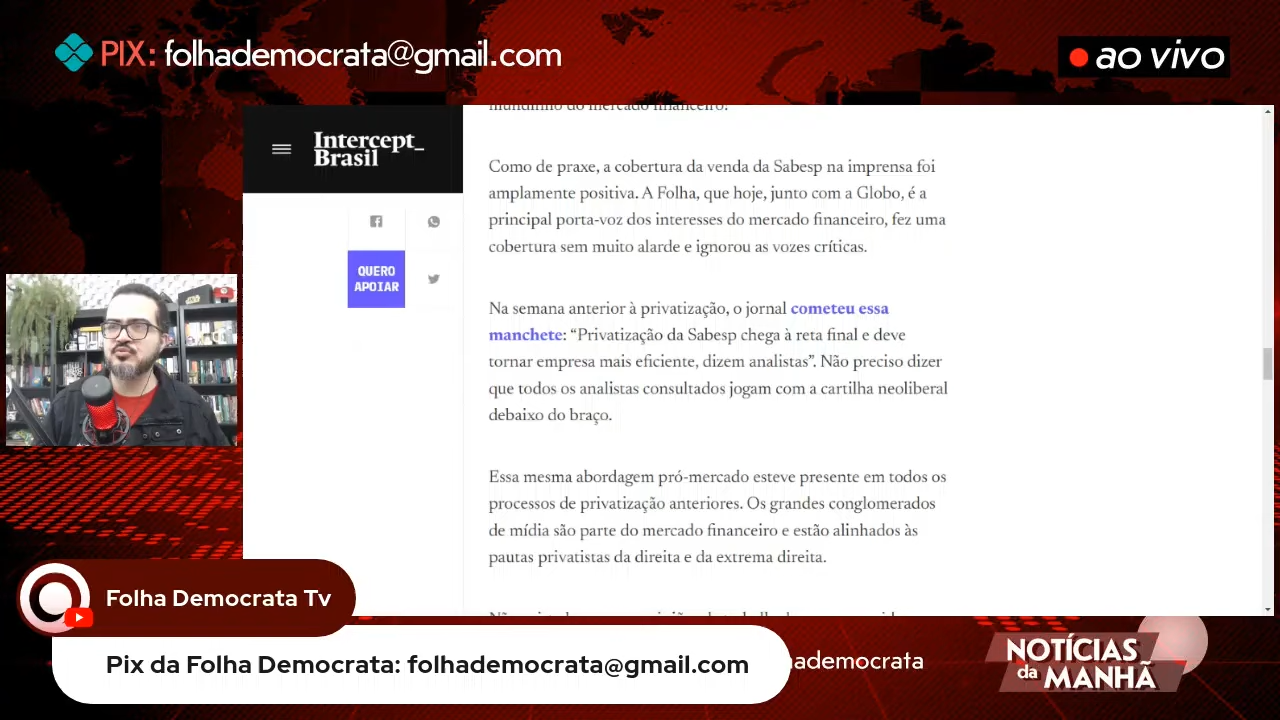 PIX: folhademocrata@gmail.com
AO VIVO
mundinho do mercado financeiro.
Intercept_
Brasil
Como de praxe, a cobertura da venda da Sabesp na imprensa foi
amplamente positiva. A Folha, que hoje, junto com a Globo, é a
principal porta-voz dos interesses do mercado financeiro, fez uma
cobertura sem muito alarde e ignorou as vozes críticas.
QUERO
APOIAR
Na semana anterior à privatização, o jornal cometeu essa
manchete: “Privatização da Sabesp chega à reta final e deve
tornar empresa mais eficiente, dizem analistas”. Não preciso dizer
que todos os analistas consultados jogam com a cartilha neoliberal
debaixo do braço.
Essa mesma abordagem pró-mercado esteve presente em todos os
processos de privatização anteriores. Os grandes conglomerados
de mídia são parte do mercado financeiro e estão alinhados às
pautas privatistas da direita e da extrema direita.
Folha Democrata Tv
Pix da Folha Democrata: folhademocrata@gmail.com
hademocrata
NOTÍCIAS
da MANHÃ